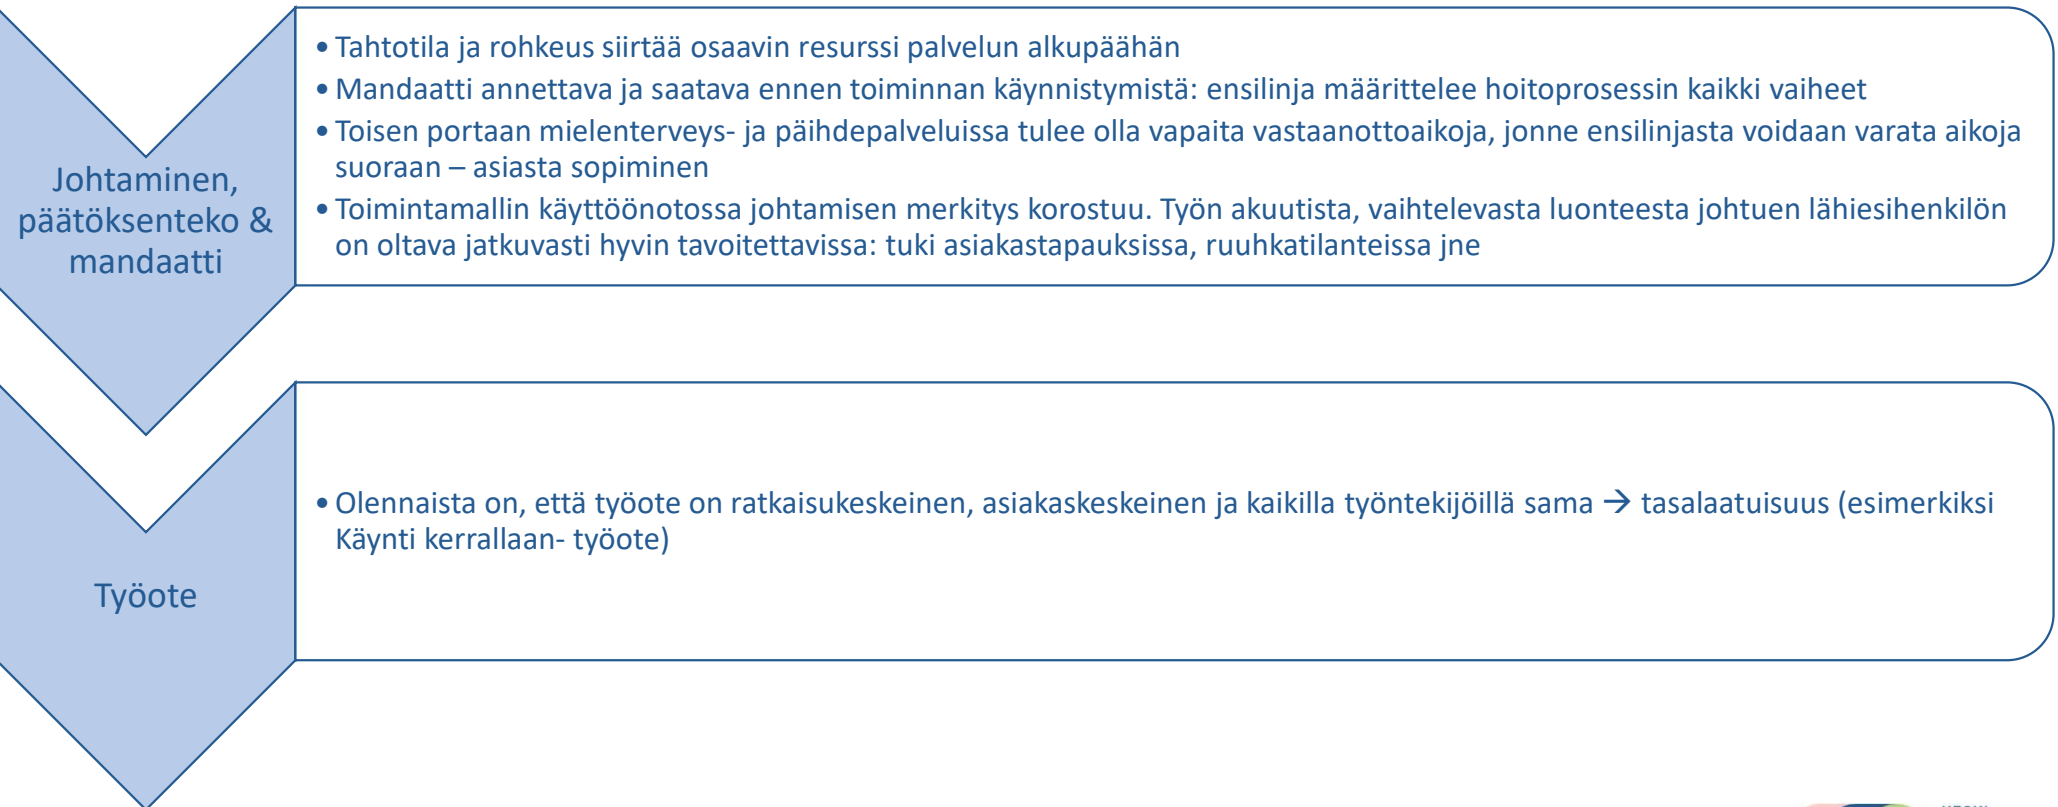 Johtaminen,
päätöksenteko &
mandaatti
• Tahtotila ja rohkeus siirtää osaavin resurssi palvelun alkupäähän
• Mandaatti annettava ja saatava ennen toiminnan käynnistymistä: ensilinja määrittelee hoitoprosessin kaikki vaiheet
• Toisen portaan mielenterveys- ja päihdepalveluissa tulee olla vapaita vastaanottoaikoja, jonne ensilinjasta voidaan varata aikoja
suoraan – asiasta sopiminen
• Toimintamallin käyttöönotossa johtamisen merkitys korostuu. Työn akuutista, vaihtelevasta luonteesta johtuen lähiesihenkilön
on oltava jatkuvasti hyvin tavoitettavissa: tuki asiakastapauksissa, ruuhkatilanteissa jne
Työote
• Olennaista on, että työote on ratkaisukeskeinen, asiakaskeskeinen ja kaikilla työntekijöillä sama → tasalaatuisuus (esimerkiksi
Käynti kerrallaan- työote)